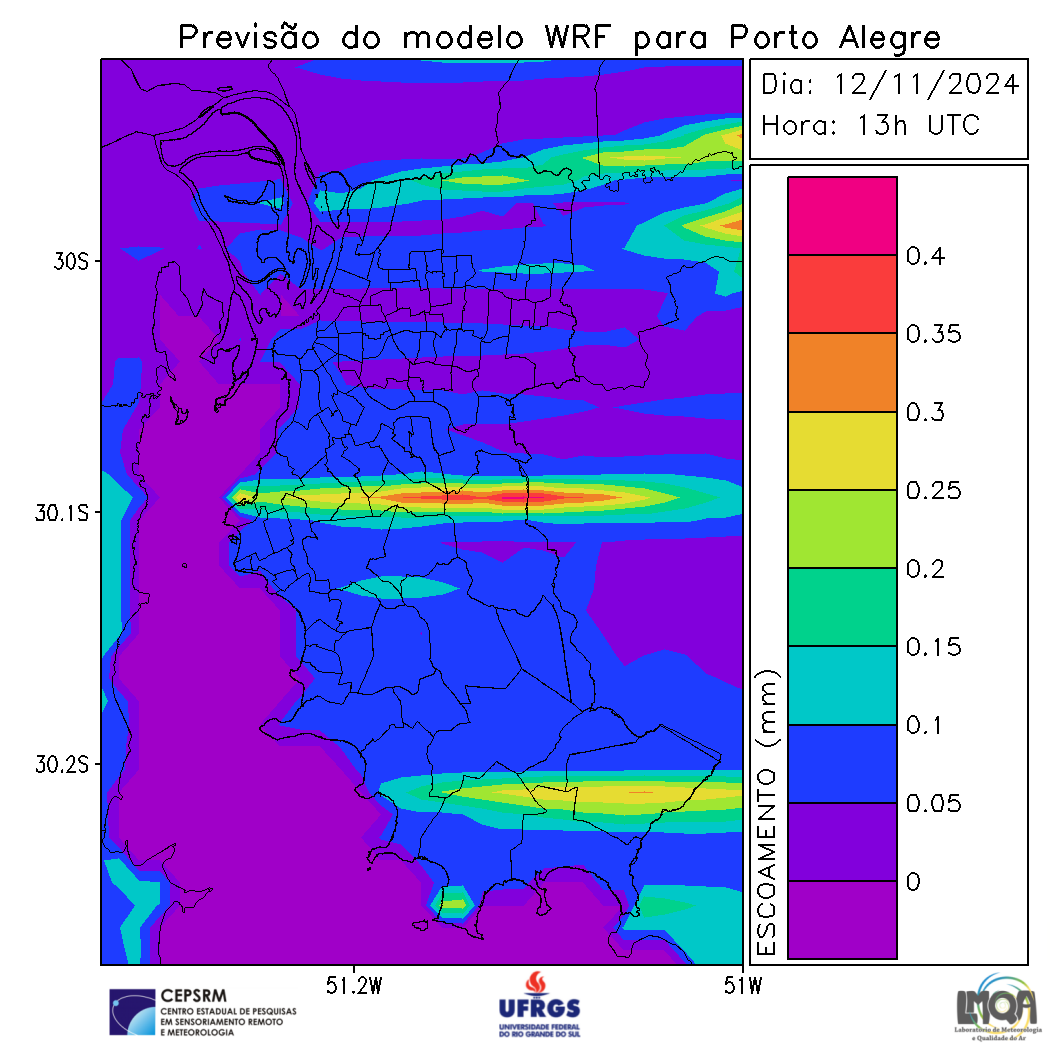 Previsão do modelo WRF para Porto Alegre
Dia: 12/11/2024
Hora: 13h UTC
30S
30.1S
30.2S
51.2W
51W
ESCOAMENTO (mm)
0.4
0.35
0.3
0.25
0.2
0.15
0.1
0.05
0
CEPSRM
CENTRO ESTADUAL DE PESQUISAS
EM SENSORIAMENTO REMOTO
E METEOROLOGIA
UFRGS
UNIVERSIDADE FEDERAL
DO RIO GRANDE DO SUL
LMQA
Laboratório de Meteorologia
e Qualidade do Ar